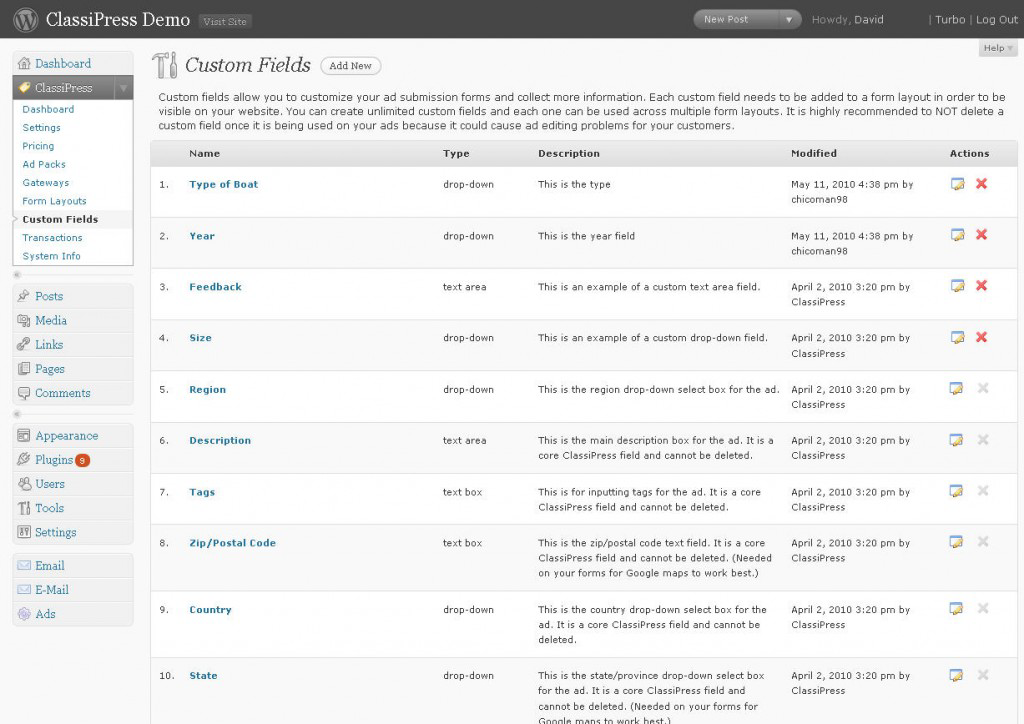 ClassiPress Demo Visit Site New Post Howdy, David | Turbo | Log Out
Help
Dashboard
ClassiPress
Dashboard
Settings
Pricing
Ad Packs
Gateways
Form Layouts
Custom Fields
Transactions
System Info
Posts
Media
Links
Pages
Comments
Appearance
Plugins 9
Users
Tools
Settings
Email
E-Mail
Ads
Custom Fields Add New
Custom fields allow you to customize your ad submission forms and collect more information. Each custom field needs to be added to a form layout in order to be
visible on your website. You can create unlimited custom fields and each one can be used across multiple form layouts. It is highly recommended to NOT delete a
custom field once it is being used on your ads because it could cause ad editing problems for your customers.
Name Type Description Modified Actions
1. Type of Boat drop-down This is the type May 11, 2010 4:38 pm by
chicoman98
2. Year drop-down This is the year field May 11, 2010 4:38 pm by
chicoman98
3. Feedback text area This is an example of a custom text area field. April 2, 2010 3:20 pm by
ClassiPress
4. Size drop-down This is an example of a custom drop-down field. April 2, 2010 3:20 pm by
ClassiPress
5. Region drop-down This is the region drop-down select box for the ad. April 2, 2010 3:20 pm by
ClassiPress
6. Description text area This is the main description box for the ad. It is a April 2, 2010 3:20 pm by
core ClassiPress field and cannot be deleted. ClassiPress
7. Tags text box This is for inputting tags for the ad. It is a core April 2, 2010 3:20 pm by
ClassiPress field and cannot be deleted. ClassiPress
8. Zip/Postal Code text box This is the zip/postal code text field. It is a core April 2, 2010 3:20 pm by
ClassiPress field and cannot be deleted. (Needed ClassiPress
on your forms for Google maps to work best.)
9. Country drop-down This is the country drop-down select box for the April 2, 2010 3:20 pm by
ad. It is a core ClassiPress field and cannot be ClassiPress
deleted.
10. State drop-down This is the state/province drop-down select box April 2, 2010 3:20 pm by
for the ad. It is a core ClassiPress field and ClassiPress
cannot be deleted. (Needed on your forms for
Google maps to work best.)